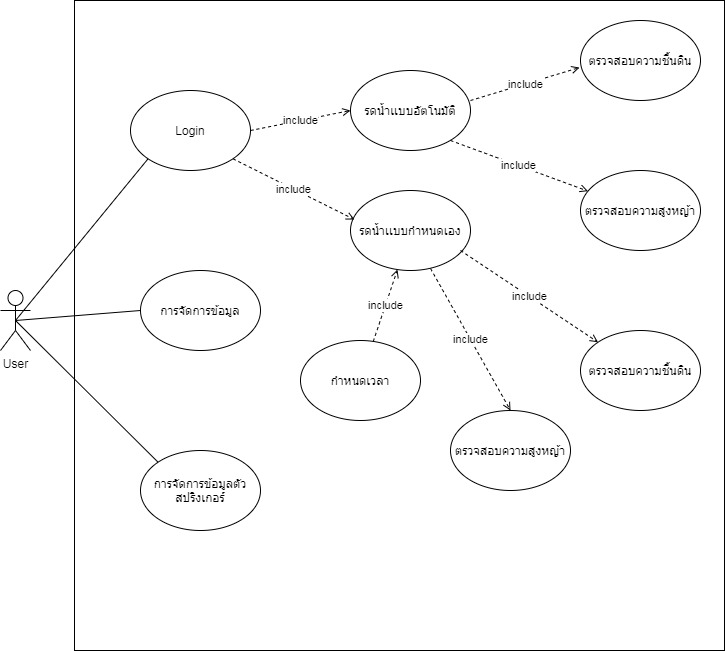 ตรวจสอบความชื้นดิน
include
รดน้ำแบบอัตโนมัติ
include
Login
include
ตรวจสอบความสูงหญ้า
include
รดน้ำแบบกำหนดเอง
include
include
การจัดการข้อมูล
include
User
กำหนดเวลา
ตรวจสอบความชื้นดิน
ตรวจสอบความสูงหญ้า
การจัดการข้อมูลตัว
สปริงเกอร์